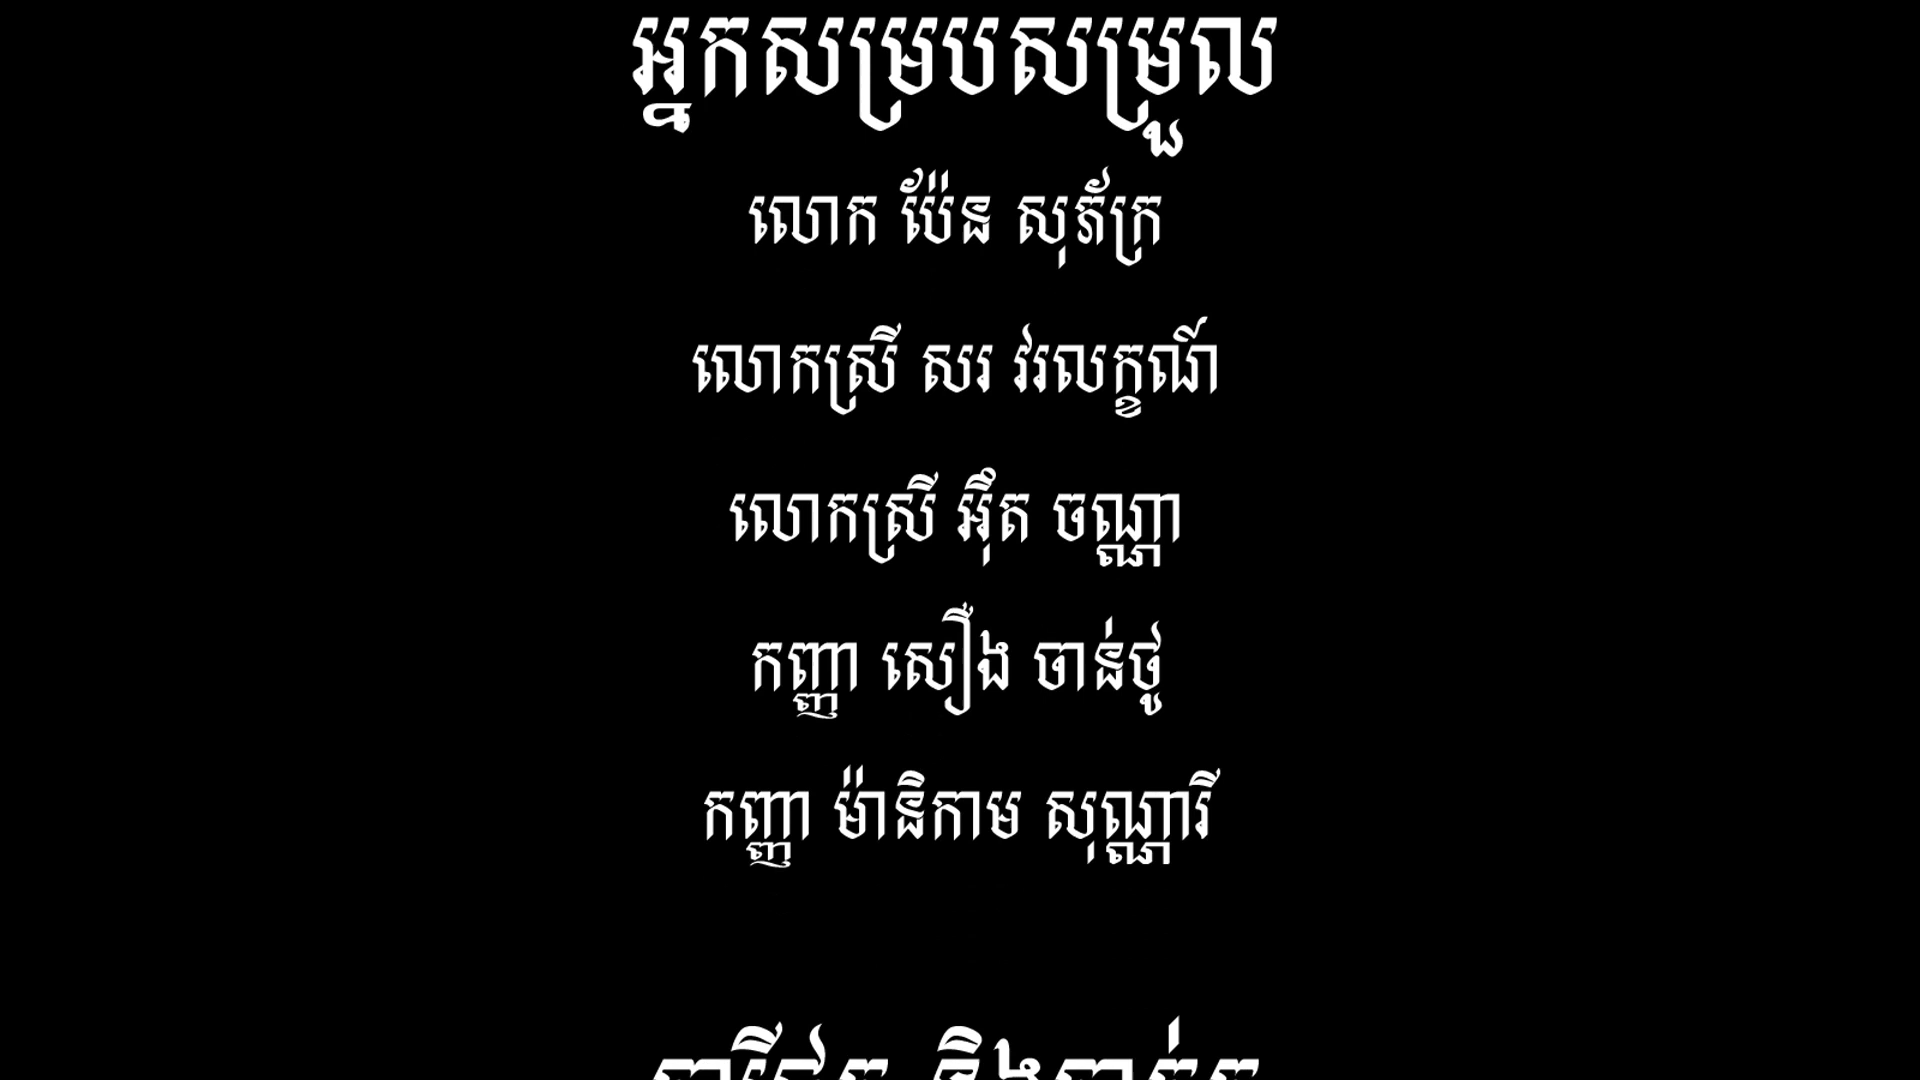 អ្នកសម្របសម្រួល
លោក ប៉ែន សុភ័ក្រ
លោកស្រី សរ វរលក្ខណ៍
លោកស្រី អ៊ឹត ចណ្ណា
កញ្ញា សឿង ចាន់ថូ
កញ្ញា ម៉ានិកាម សុណ្ណារី